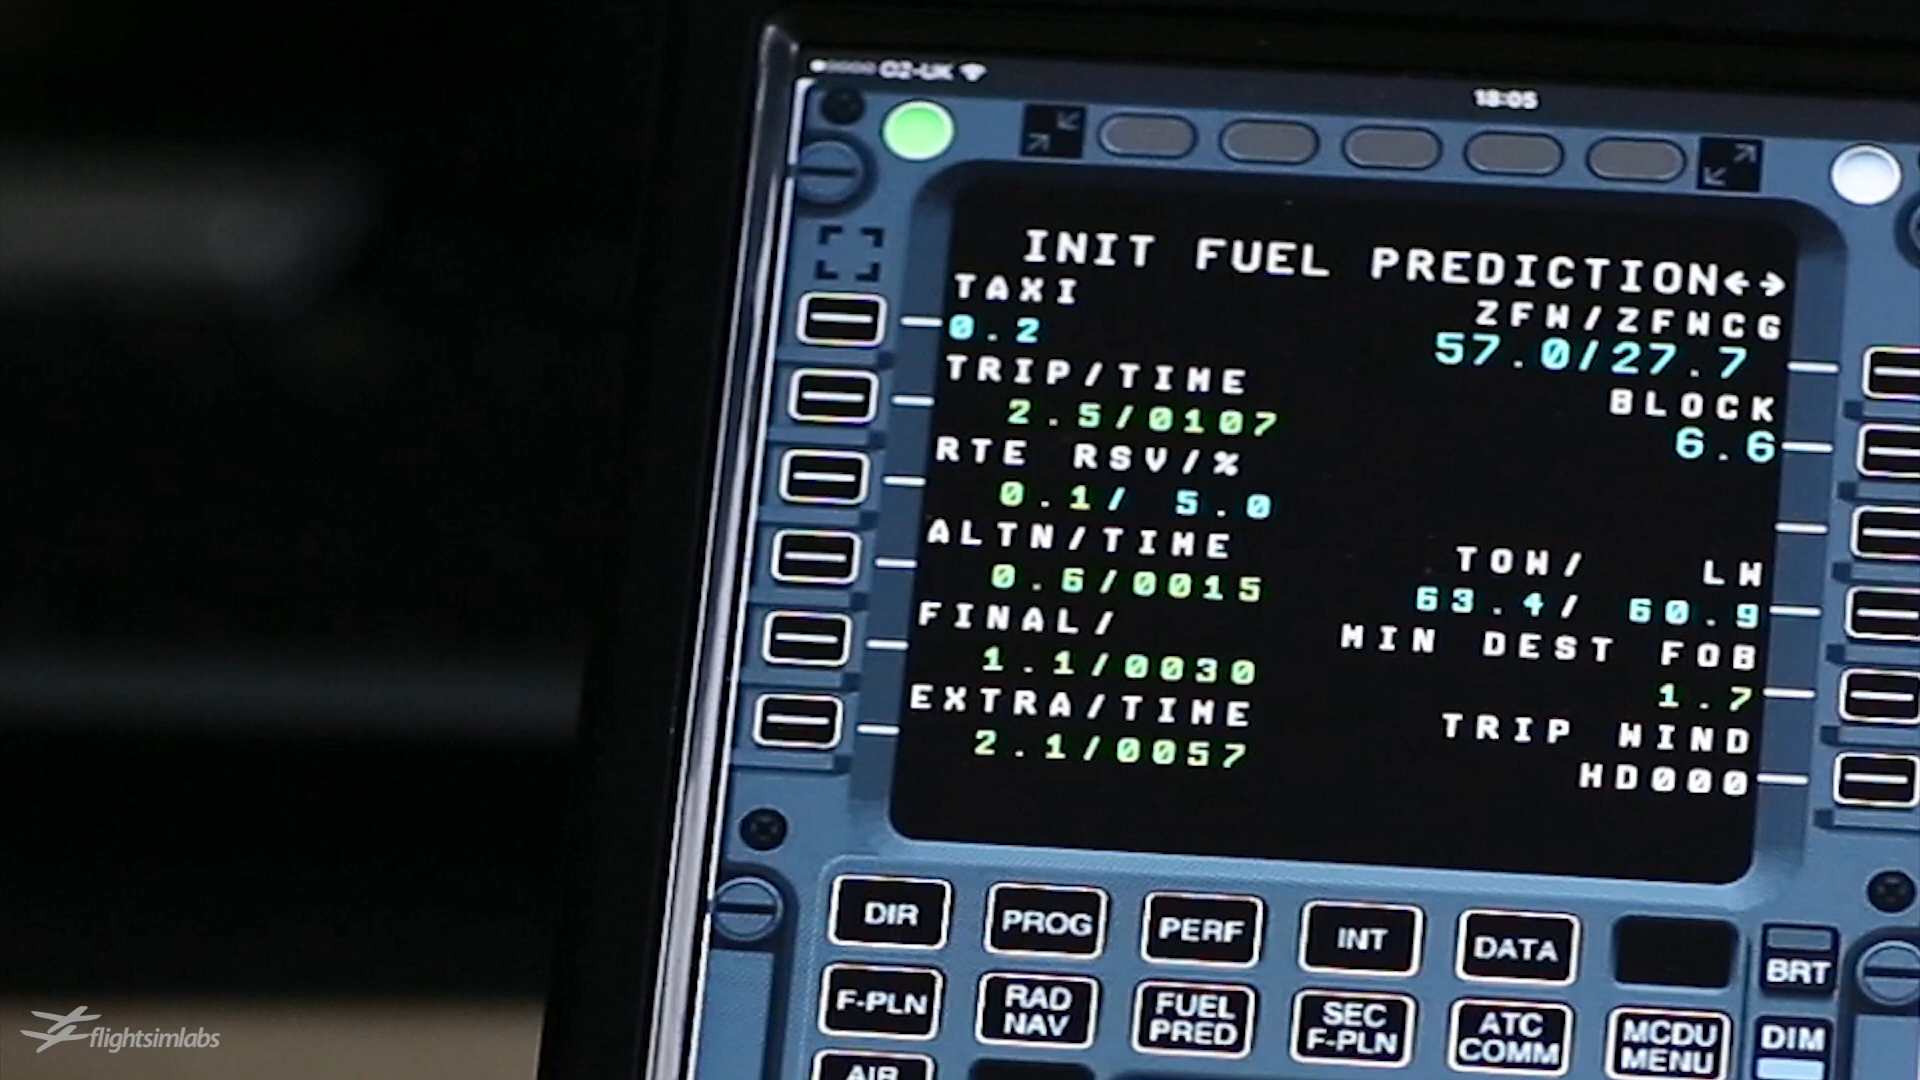 O2-UK
18:05
INIT FUEL PREDICTION←→
TAXI
ZFW/ZFWCG
0.2
57.0/27.7
TRIP/TIME
BLOCK
2.5/0107
6.6
RTE RSV/%
0.1/ 5.0
ALTN/TIME
TOW/ LW
0.6/0015
63.4/ 60.9
FINAL/
MIN DEST FOB
1.1/0030
1.7
EXTRA/TIME
TRIP WIND
2.1/0057
HD000
DIR
PROG
PERF
INT
DATA
BRT
F-PLN
RAD
NAV
FUEL
PRED
SEC
F-PLN
ATC
COMM
MCDU
MENU
DIM
AIR
flightsimlabs